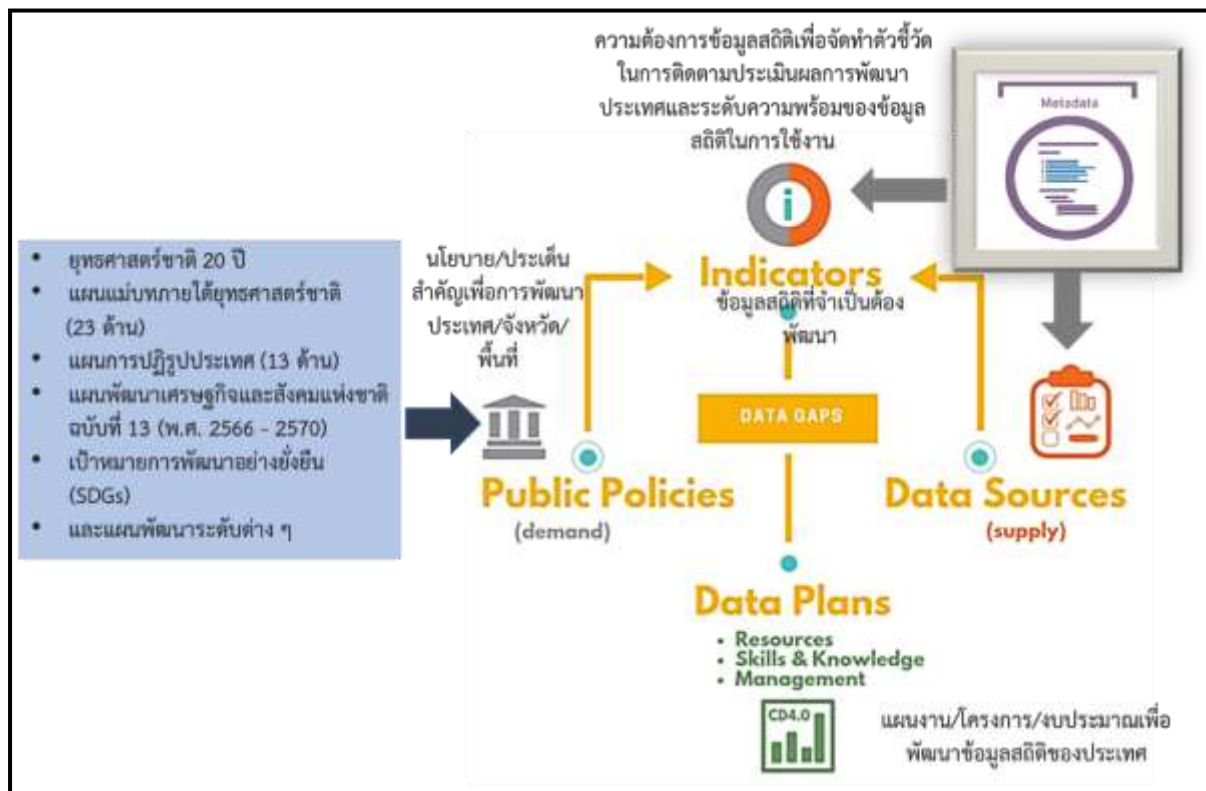 ความต้องการข้อมูลสถิติเพื่อจัดทำตัวชี้วัด
ในการติดตามประเมินผลการพัฒนา
ประเทศและระดับความพร้อมของข้อมูล
สถิติในการใช้งาน
Metadata
• ยุทธศาสตร์ชาติ 20 ปี
• แผนแม่บทภายใต้ยุทธศาสตร์ชาติ
(23 ด้าน)
• แผนการปฏิรูปประเทศ (13 ด้าน)
• แผนพัฒนาเศรษฐกิจและสังคมแห่งชาติ
ฉบับที่ 13 (พ.ศ. 2566 - 2570)
• เป้าหมายการพัฒนาอย่างยั่งยืน
(SDGs)
• และแผนพัฒนาระดับต่าง ๆ
นโยบาย/ประเด็น
สำคัญเพื่อการพัฒนา
ประเทศ/จังหวัด/
พื้นที่
i
Indicators
ข้อมูลสถิติที่จำเป็นต้อง
พัฒนา
DATA GAPS
Public Policies
(demand)
Data Sources
(supply)
Data Plans
• Resources
• Skills & Knowledge
• Management
CD4.0
แผนงาน/โครงการ/งบประมาณเพื่อ
พัฒนาข้อมูลสถิติของประเทศ